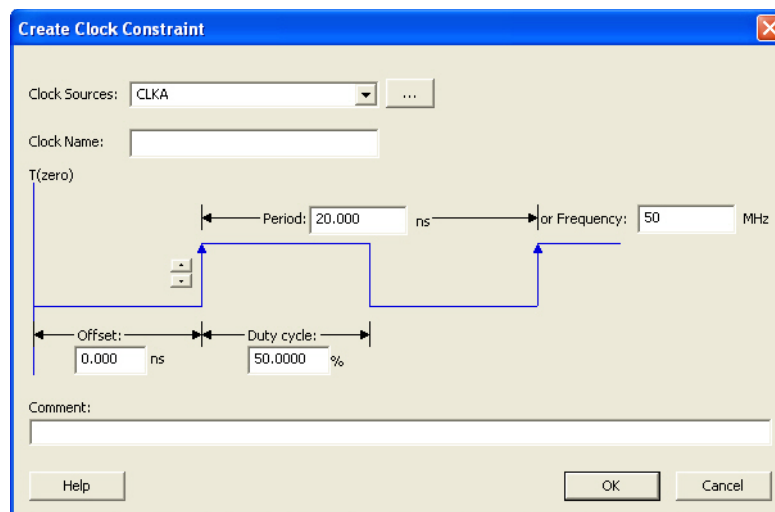 Create Clock Constraint
Clock Sources: CLKA ...
Clock Name:
T(zero)
Period: 20.000 ns or Frequency: 50 MHz
Offset: Duty cycle:
0.000 ns 50.0000 %
Comment:
Help OK Cancel